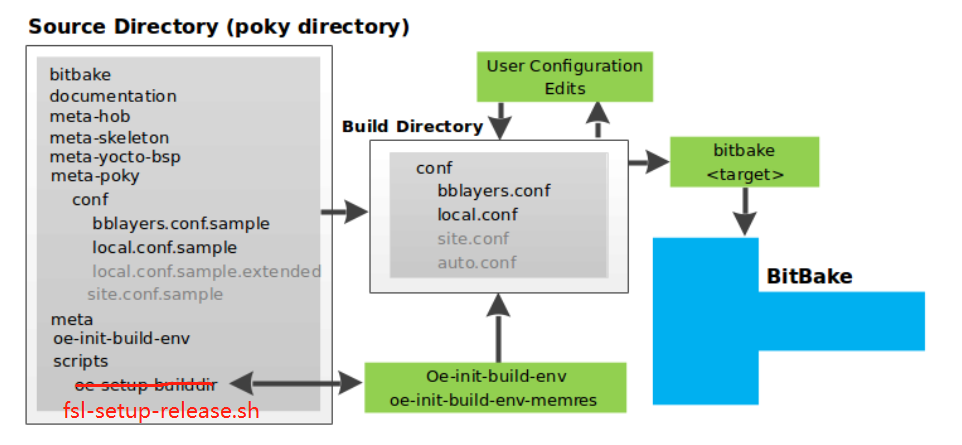 Source Directory (poky directory)
bitbake
documentation
meta-hob
meta-skeleton
meta-yocto-bsp
meta-poky
conf
bblayers.conf.sample
local.conf.sample
local.conf.sample.extended
site.conf.sample
meta
oe-init-build-env
scripts
oe-setup-builddir
fsl-setup-release.sh
User Configuration
Edits
Build Directory
conf
bblayers.conf
local.conf
site.conf
auto.conf
Oe-init-build-env
oe-init-build-env-memres
bitbake
<target>
BitBake